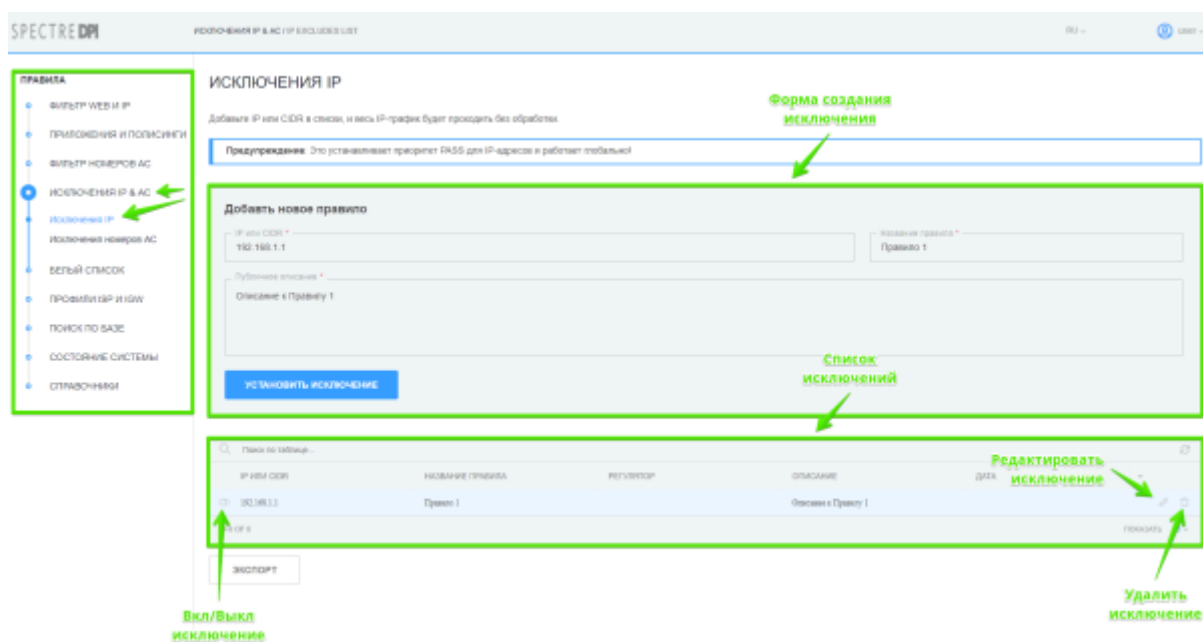 SPECTRE DPI
ИСКЛЮЧЕНИЯ IP & AC / IP EXCLUDES LIST
RU
USER
ПРАВИЛА
ФИЛЬТР WEB И IP
ПРИЛОЖЕНИЯ И ПОЛИСИНГИ
ФИЛЬТР НОМЕРОВ АС
ИСКЛЮЧЕНИЯ IP & AC
Исключения IP
Исключения номеров АС
БЕЛЫЙ СПИСОК
ПРОФИЛИ ISP И IGW
ПОИСК ПО БАЗЕ
СОСТОЯНИЕ СИСТЕМЫ
СПРАВОЧНИКИ
ИСКЛЮЧЕНИЯ IP
Добавьте IP или CIDR в список, и весь IP-трафик будет проходить без обработки.
Форма создания
исключения
Предупреждение: Это устанавливает приоритет PASS для IP-адресов и работает глобально!
Добавть новое правило
IP или CIDR *
192.168.1.1
Название правила *
Правило 1
Публичное описание *
Описание к Правилу 1
УСТАНОВИТЬ ИСКЛЮЧЕНИЕ
Список
исключений
Поиск по таблице...
IP ИЛИ CIDR НАЗВАНИЕ ПРАВИЛА РЕГУЛЯТОР ОПИСАНИЕ ДАТА
Редактировать
исключение
192.168.1.1 Правило 1 Описание к Правилу 1
ПОКАЗАТЬ
ЭКСПОРТ
Вкл/Выкл
исключение
Удалить
исключение